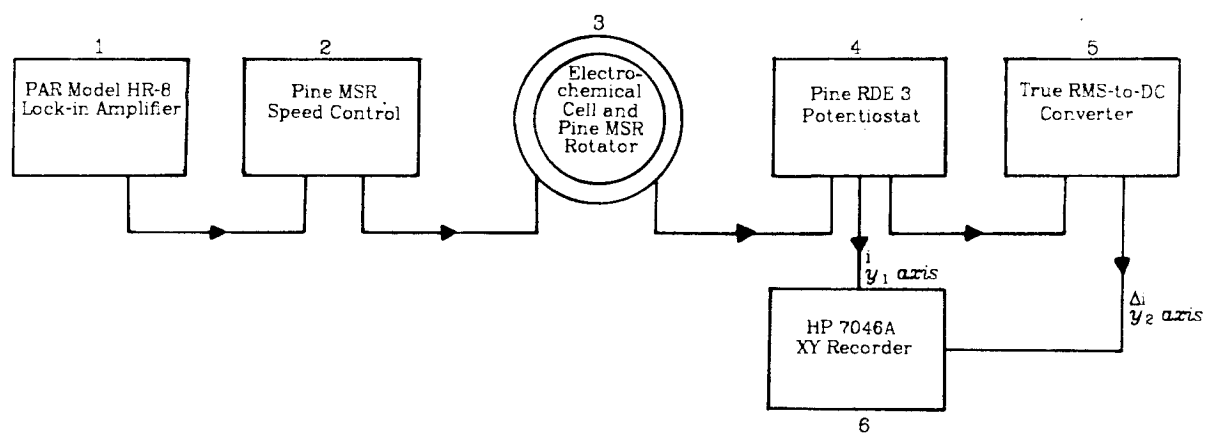 1
PAR Model HR-8
Lock-in Amplifier
2
Pine MSR
Speed Control
3
Electro-
chemical
Cell and
Pine MSR
Rotator
4
Pine RDE 3
Potentiostat
5
True RMS-to-DC
Converter
i
y₁ axis
Δi
y₂ axis
HP 7046A
XY Recorder
6